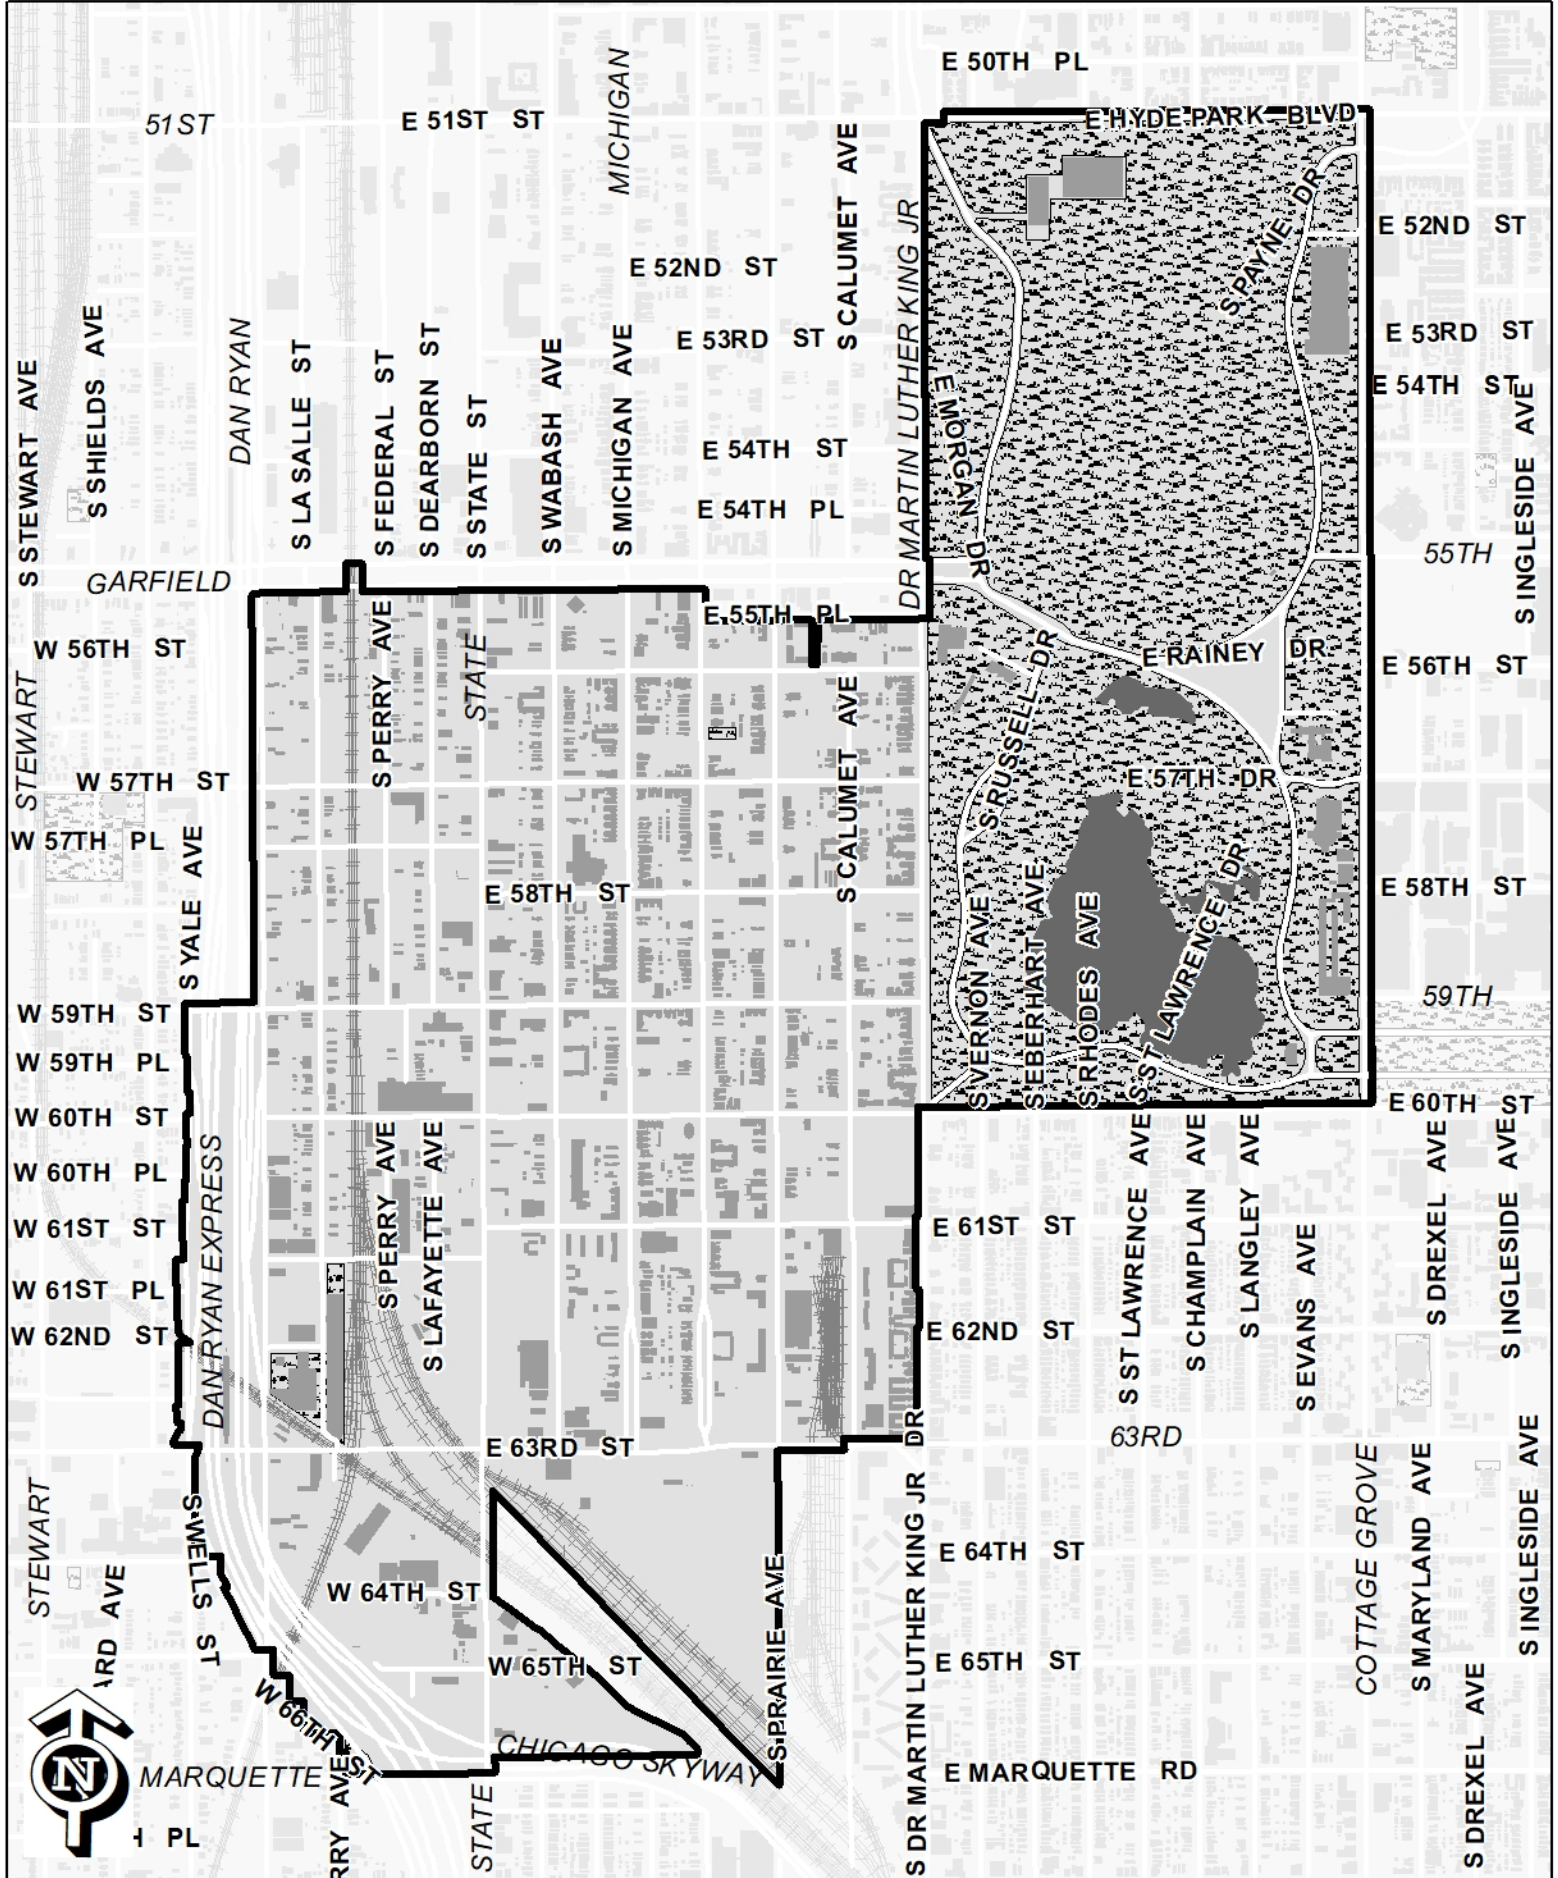 E 50TH PL
E HYDE PARK BLVD
51ST
E 51ST ST
MICHIGAN
S CALUMET AVE
DR MARTIN LUTHER KING JR
S PAYNE DR
E 52ND ST
E 52ND ST
S STEWART AVE
S SHIELDS AVE
DAN RYAN
S LASALLE ST
S FEDERAL ST
S DEARBORN ST
S STATE ST
S WABASH AVE
S MICHIGAN AVE
E 53RD ST
E 53RD ST
E MORGAN DR
E 54TH ST
S INGLESIDE AVE
E 54TH ST
E 54TH PL
55TH
GARFIELD
E 55TH PL
W 56TH ST
S PERRY AVE
STATE
S RUSSELL DR
E RAINEY DR
E 56TH ST
STEWART
S CALUMET AVE
W 57TH ST
E 57TH DR
W 57TH PL
S YALE AVE
E 58TH ST
E 58TH ST
S VERNON AVE
S EBERHART AVE
S RHODES AVE
S ST LAWRENCE DR
59TH
W 59TH ST
W 59TH PL
W 60TH ST
E 60TH ST
W 60TH PL
DAN RYAN EXPRESS
S PERRY AVE
S LAFAYETTE AVE
S ST LAWRENCE AVE
S CHAMPLAIN AVE
S LANGLEY AVE
S EVANS AVE
S DREXEL AVE
S INGLESIDE AVE
W 61ST ST
E 61ST ST
W 61ST PL
W 62ND ST
E 62ND ST
E 63RD ST
63RD
STEWART
S WELLS ST
S DR MARTIN LUTHER KING JR DR
COTTAGE GROVE
S MARYLAND AVE
S INGLESIDE AVE
E 64TH ST
W 64TH ST
S PRAIRIE AVE
ARD AVE
W 65TH ST
E 65TH ST
W 66TH ST
S DREXEL AVE
CHICAGO SKYWAY
N
MARQUETTE
E MARQUETTE RD
RRY AVE
STATE
H PL